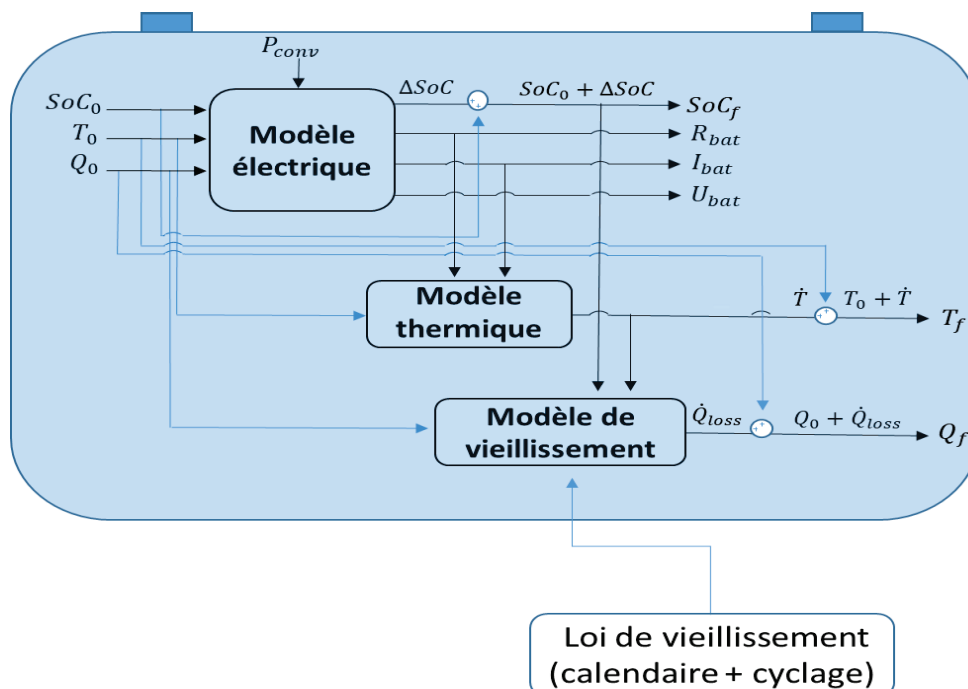 P_conv
SoC_0
T_0
Q_0
Modèle
électrique
ΔSoC
SoC_0 + ΔSoC
SoC_f
R_bat
I_bat
U_bat
Modèle
thermique
Ṫ
T_0 + Ṫ
T_f
Modèle de
vieillissement
Q̇_loss
Q_0 + Q̇_loss
Q_f
Loi de vieillissement
(calendaire + cyclage)